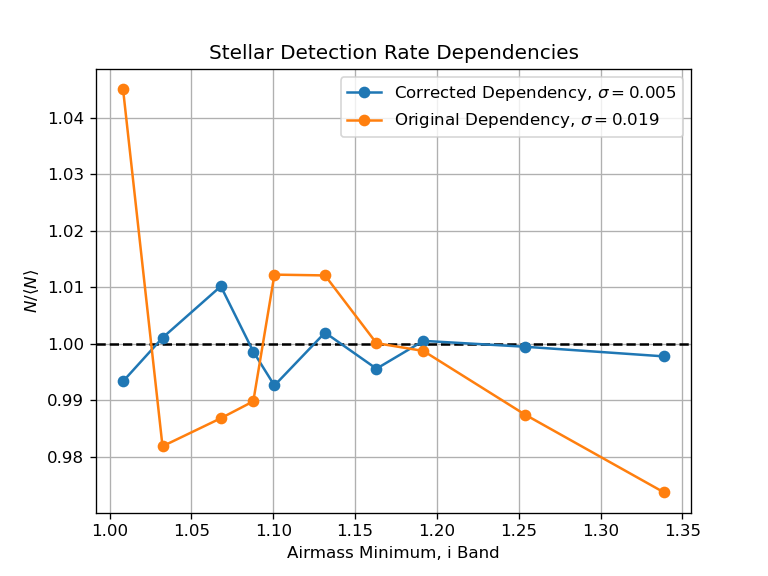 Stellar Detection Rate Dependencies
Corrected Dependency, σ = 0.005
Original Dependency, σ = 0.019
1.04
1.03
1.02
1.01
1.00
0.99
0.98
N/⟨N⟩
1.00 1.05 1.10 1.15 1.20 1.25 1.30 1.35
Airmass Minimum, i Band